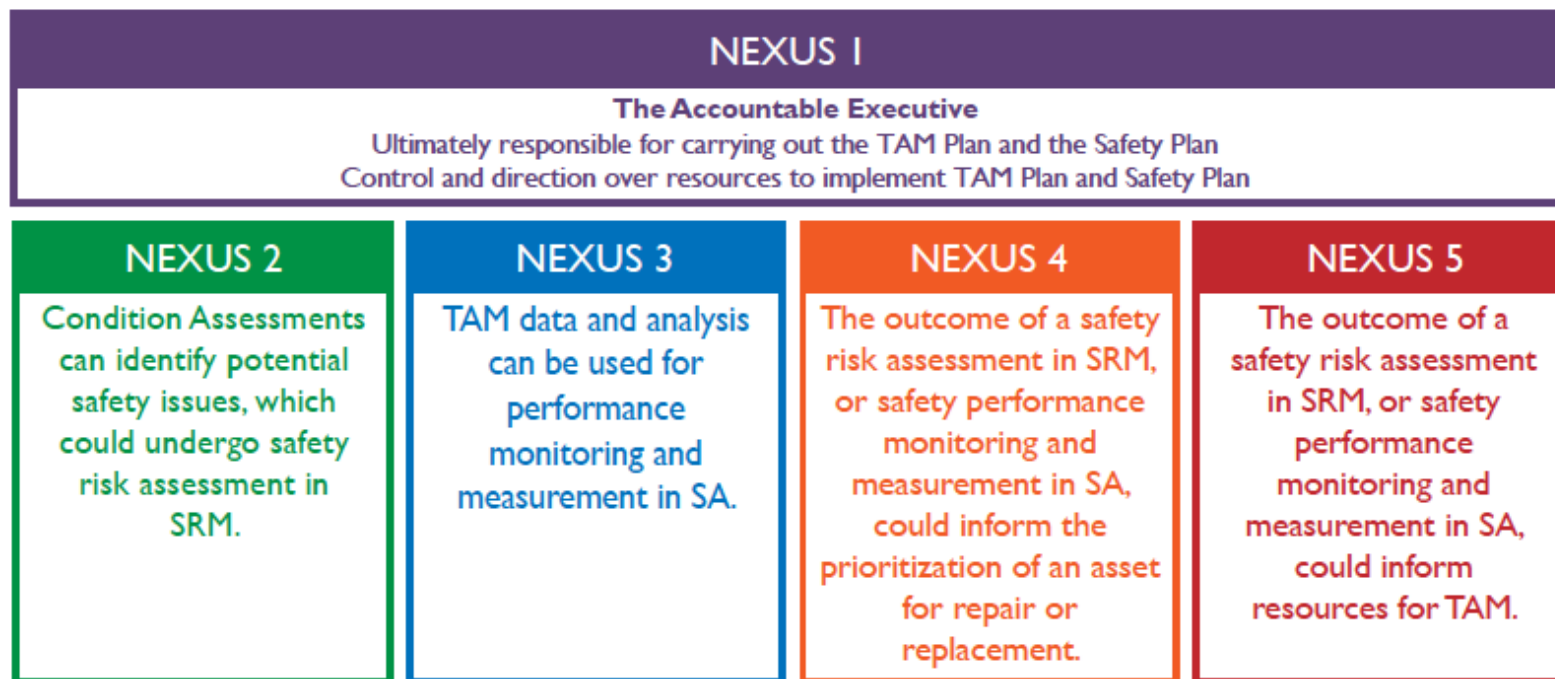 NEXUS 1
The Accountable Executive
Ultimately responsible for carrying out the TAM Plan and the Safety Plan
Control and direction over resources to implement TAM Plan and Safety Plan
NEXUS 2
Condition Assessments
can identify potential
safety issues, which
could undergo safety
risk assessment in
SRM.
NEXUS 3
TAM data and analysis
can be used for
performance
monitoring and
measurement in SA.
NEXUS 4
The outcome of a safety
risk assessment in SRM,
or safety performance
monitoring and
measurement in SA,
could inform the
prioritization of an asset
for repair or
replacement.
NEXUS 5
The outcome of a
safety risk assessment
in SRM, or safety
performance
monitoring and
measurement in SA,
could inform
resources for TAM.